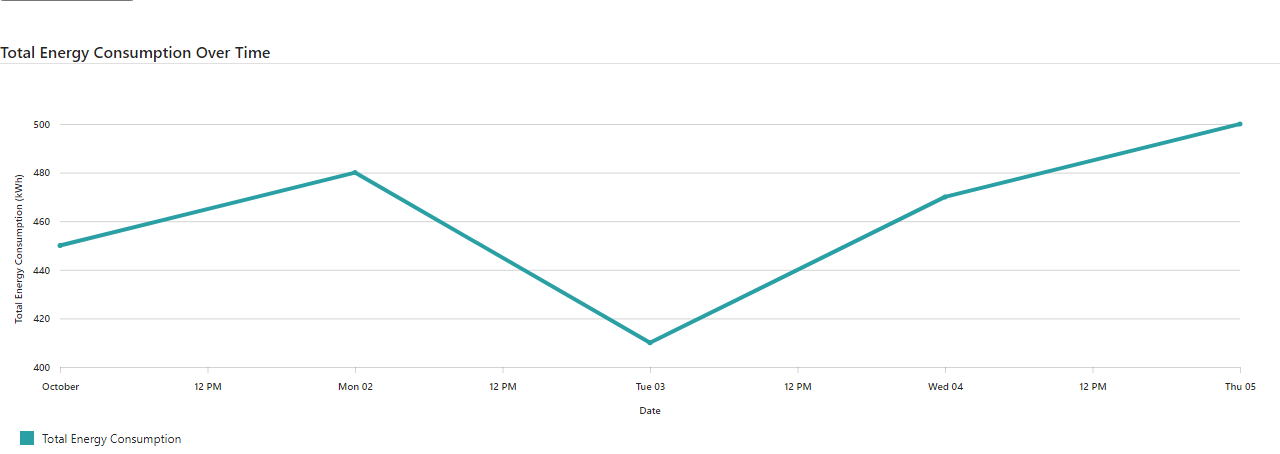 Total Energy Consumption Over Time
Total Energy Consumption (kWh)
500
480
460
440
420
400
October 12 PM Mon 02 12 PM Tue 03 12 PM Wed 04 12 PM Thu 05
Date
Total Energy Consumption